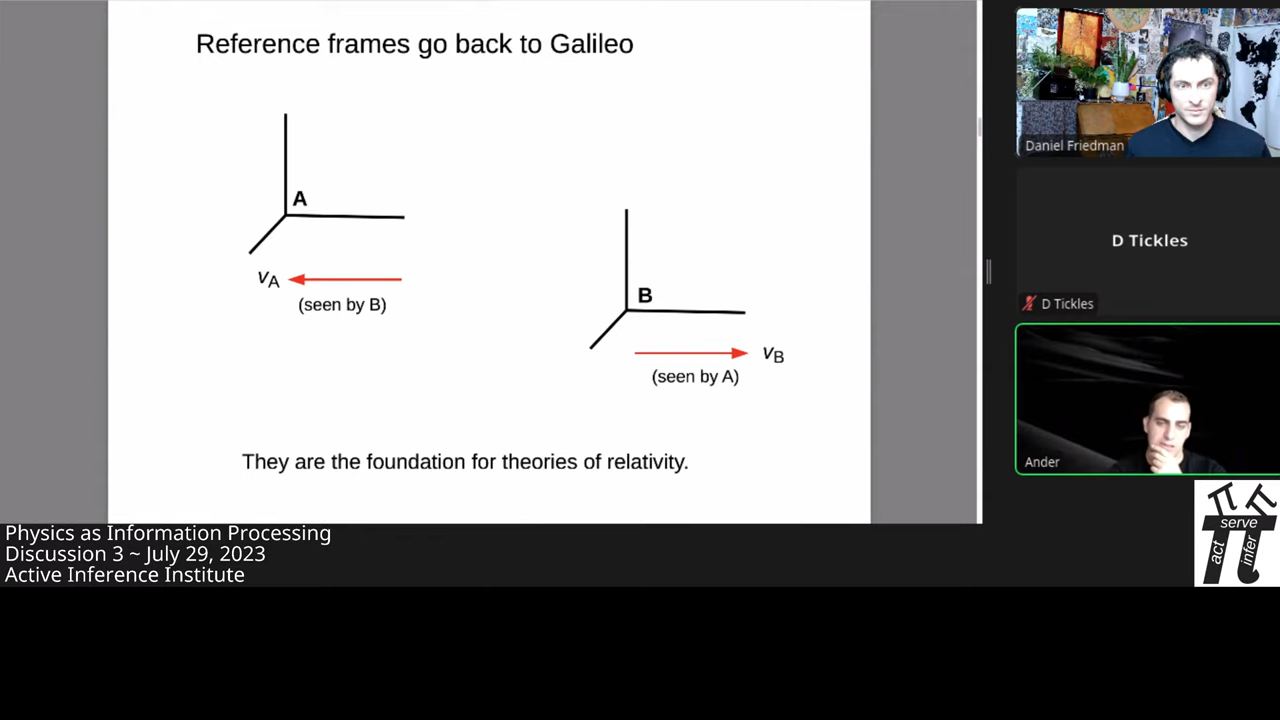 Reference frames go back to Galileo
A
vA
(seen by B)
B
vB
(seen by A)
They are the foundation for theories of relativity.
Daniel Friedman
D Tickles
D Tickles
Ander
Physics as Information Processing
Discussion 3 ~ July 29, 2023
Active Inference Institute
serve
act
infer